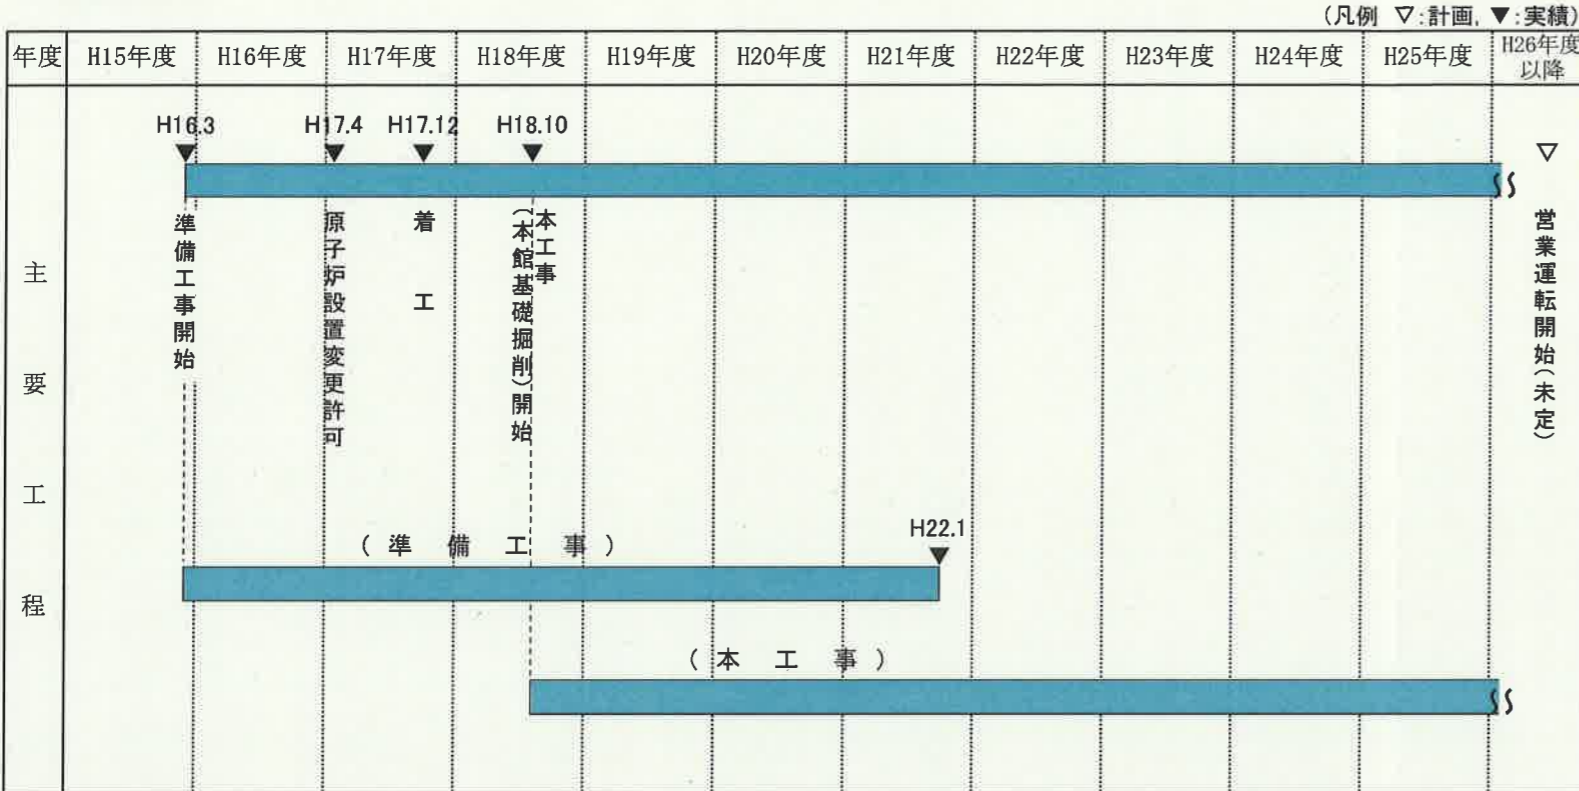 (凡例 ▽:計画, ▼:実績)
年度 H15年度 H16年度 H17年度 H18年度 H19年度 H20年度 H21年度 H22年度 H23年度 H24年度 H25年度 H26年度以降
主要工程
H16.3 H17.4 H17.12 H18.10
▼ ▼ ▼ ▼ ▽
準備工事開始
原子炉設置変更許可
着工
本工事
(本館基礎掘削)開始
営業運転開始(未定)
H22.1
▼
(準備工事)
(本工事)